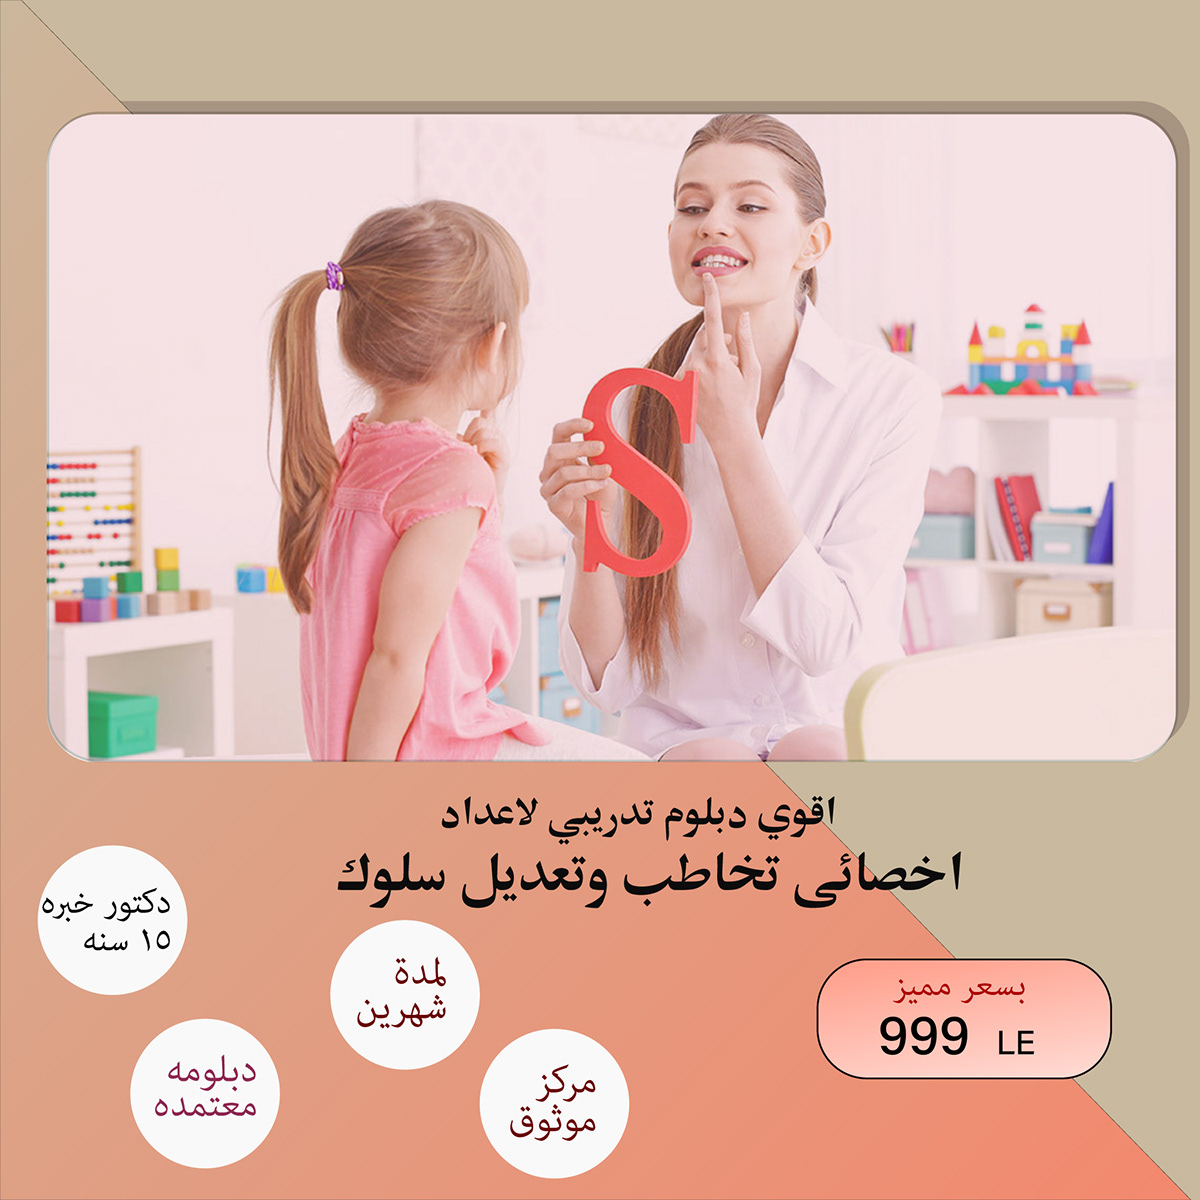 S
اقوي دبلوم تدريبي لاعداد
اخصائى تخاطب وتعديل سلوك
دكتور خبره
١٥ سنه
لمدة
شهرين
بسعر مميز
999 LE
دبلومه
معتمده
مركز
موثوق